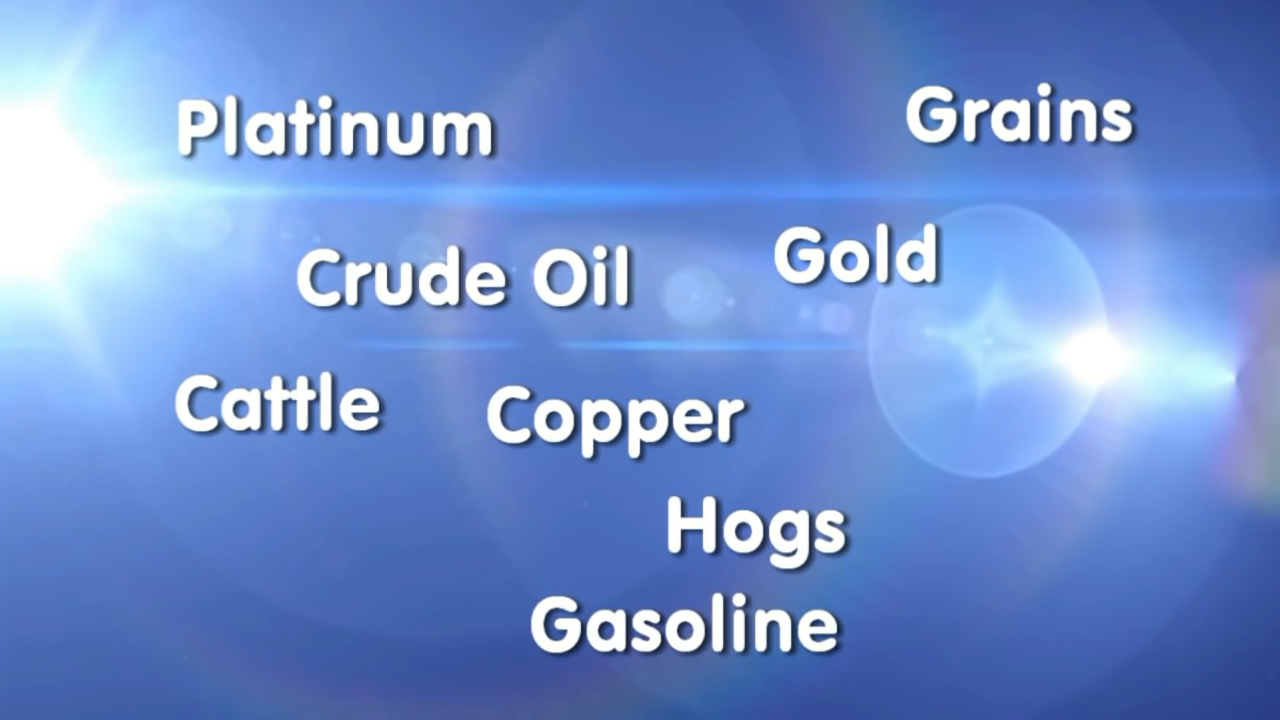 Platinum
Grains
Crude Oil
Gold
Cattle
Copper
Hogs
Gasoline